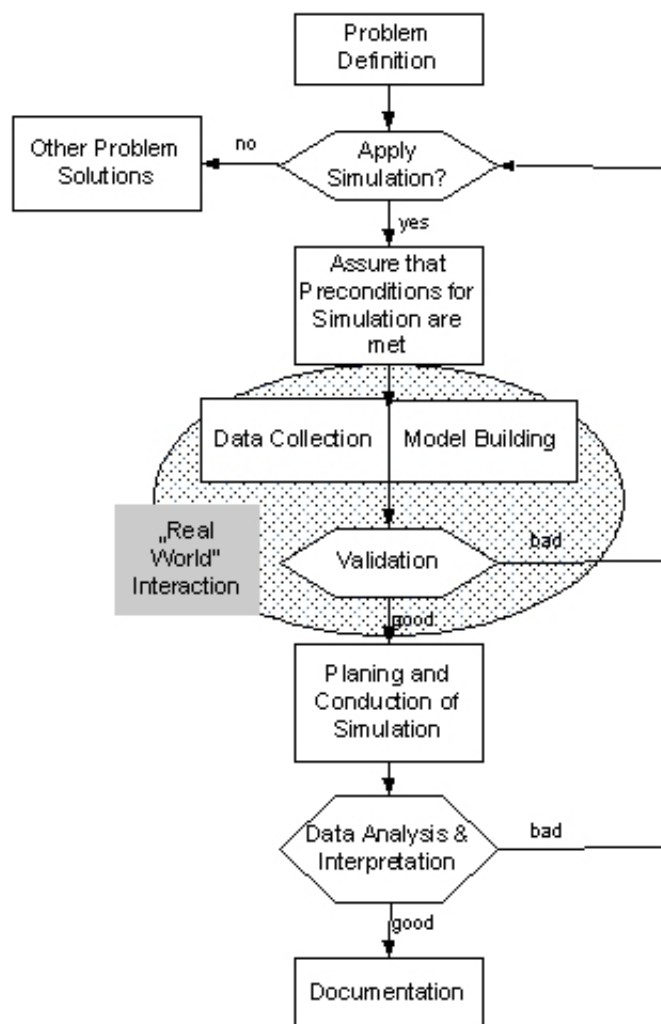 Problem
Definition
no
Other Problem
Solutions
Apply
Simulation?
yes
Assure that
Preconditions for
Simulation are
met
Data Collection
Model Building
„Real
World"
Interaction
Validation
bad
good
Planing and
Conduction of
Simulation
Data Analysis &
Interpretation
bad
good
Documentation